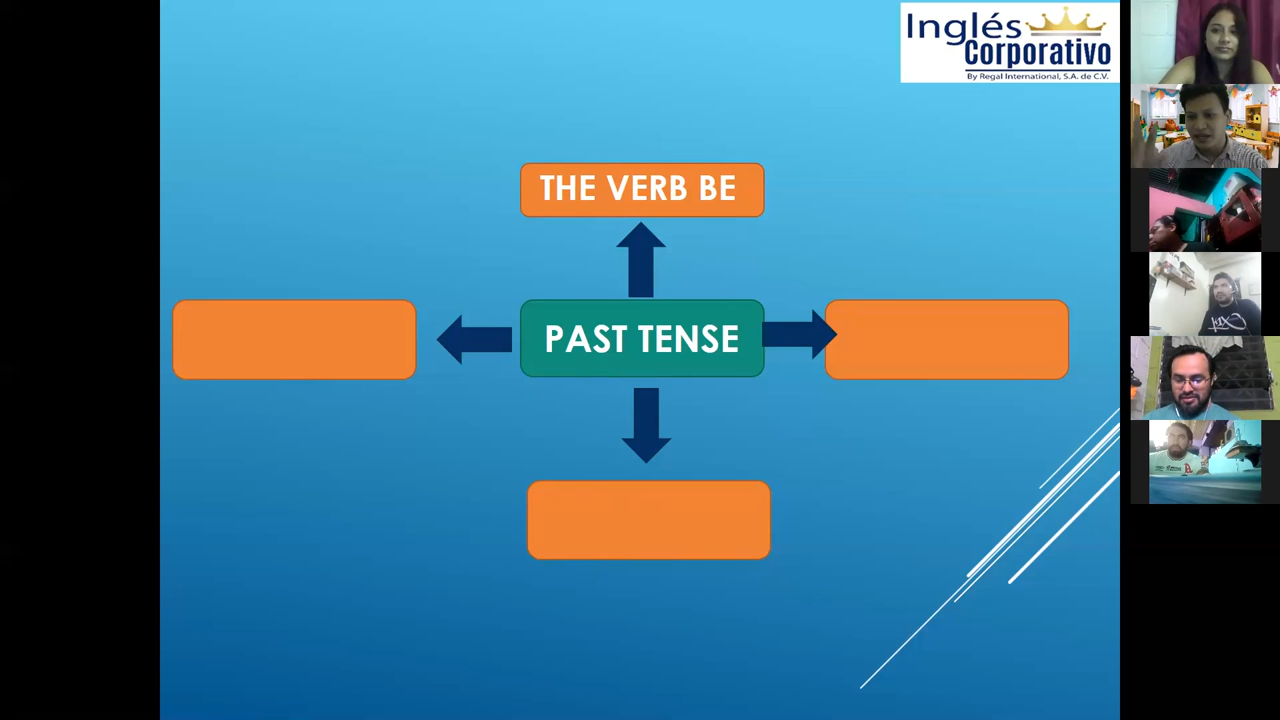 Inglés
Corporativo
By Regal International, S.A. de C.V.
THE VERB BE
PAST TENSE